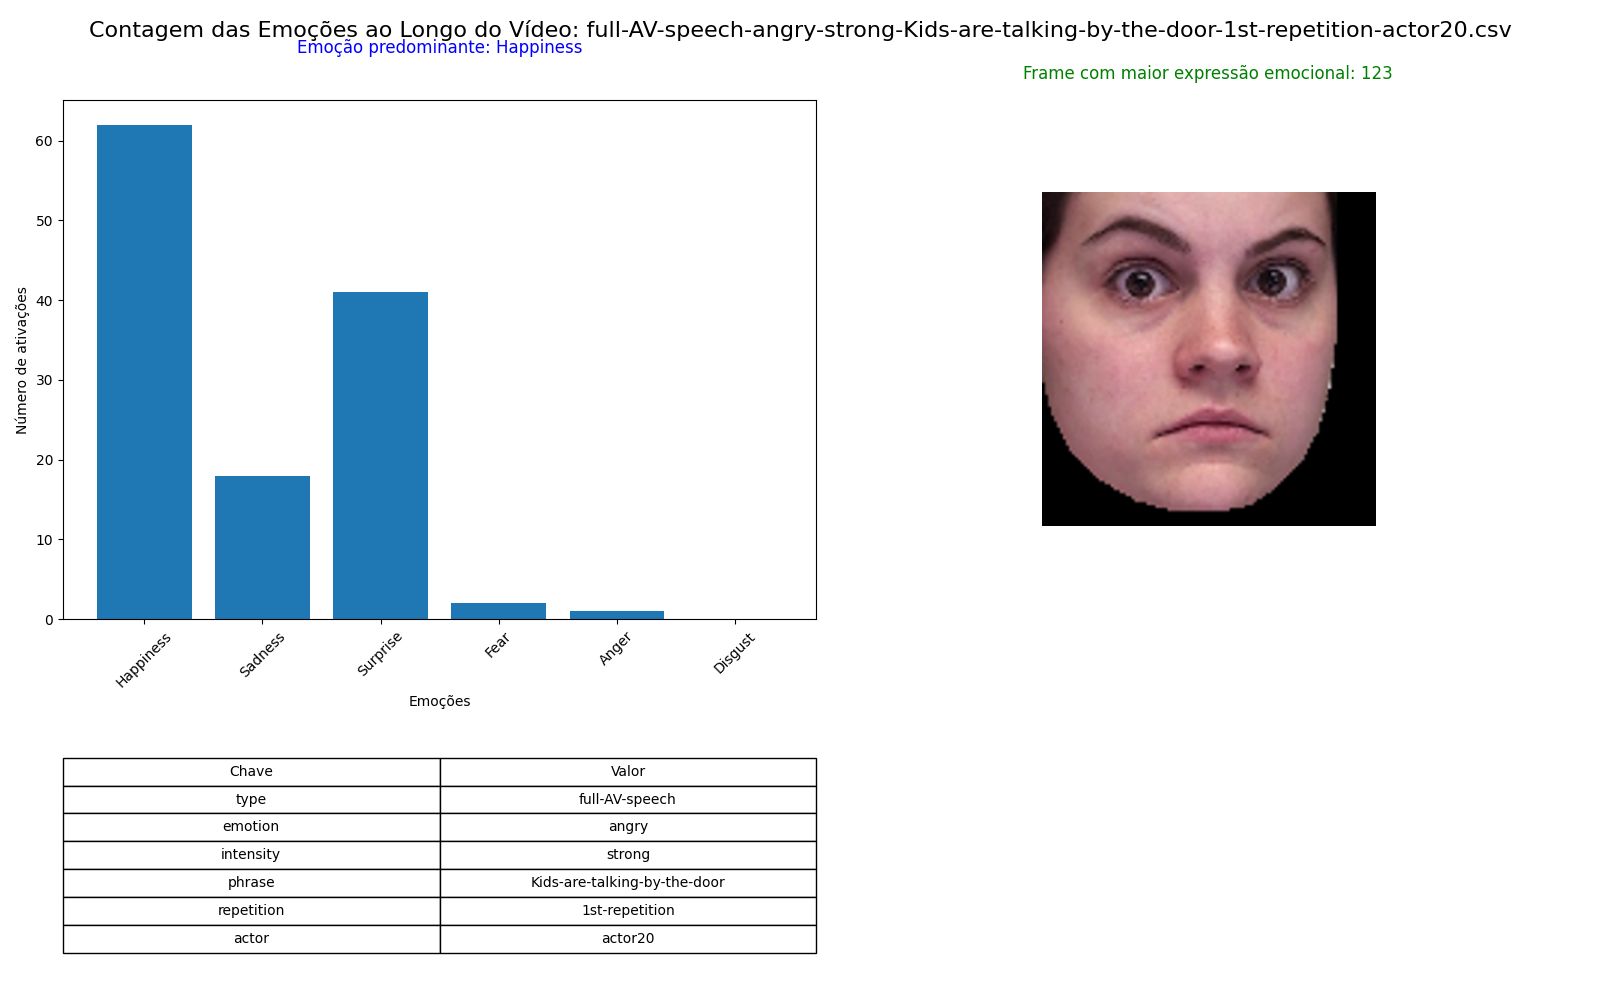 Contagem das Emoções ao Longo do Vídeo: full-AV-speech-angry-strong-Kids-are-talking-by-the-door-1st-repetition-actor20.csv
Emoção predominante: Happiness
Frame com maior expressão emocional: 123
Número de ativações
60
50
40
30
20
10
0
Happiness
Sadness
Surprise
Fear
Anger
Disgust
Emoções
Chave Valor
type full-AV-speech
emotion angry
intensity strong
phrase Kids-are-talking-by-the-door
repetition 1st-repetition
actor actor20